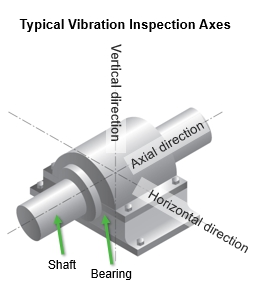 Typical Vibration Inspection Axes
Vertical direction
Axial direction
Horizontal direction
Shaft
Bearing